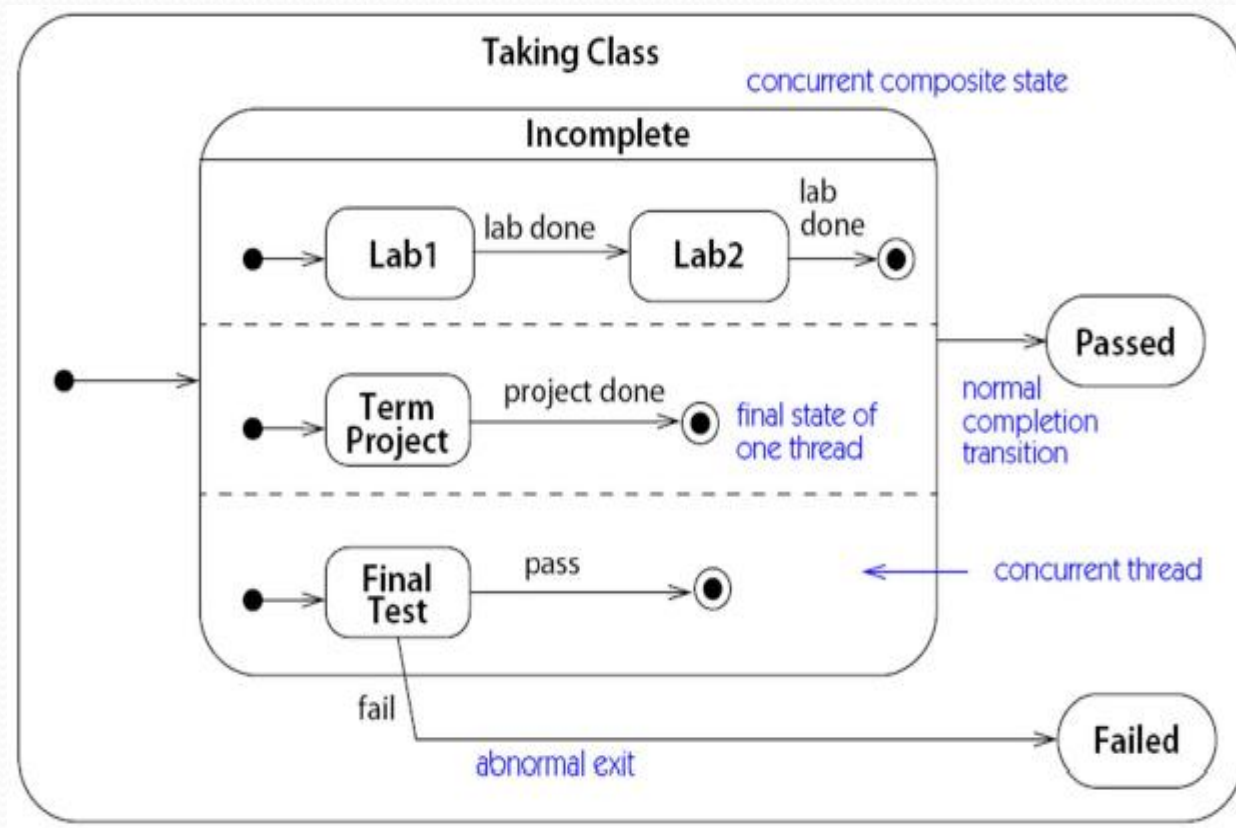 Taking Class
concurrent composite state
Incomplete
Lab1
lab done
Lab2
lab
done
Passed
Term
Project
project done
final state of
one thread
normal
completion
transition
Final
Test
pass
concurrent thread
fail
abnormal exit
Failed